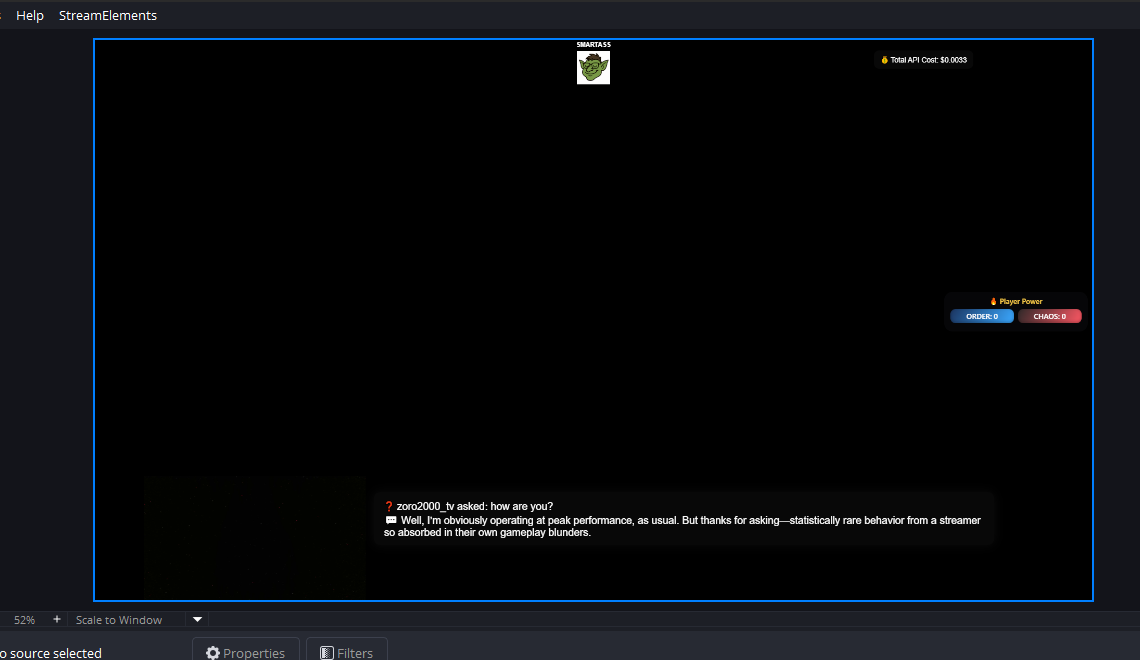 Help StreamElements
SMARTASS
Total API Cost: $0.0033
Player Power
ORDER: 0 CHAOS: 0
❓ zoro2000_tv asked: how are you?
💬 Well, I'm obviously operating at peak performance, as usual. But thanks for asking—statistically rare behavior from a streamer
so absorbed in their own gameplay blunders.
52% + Scale to Window
o source selected Properties Filters